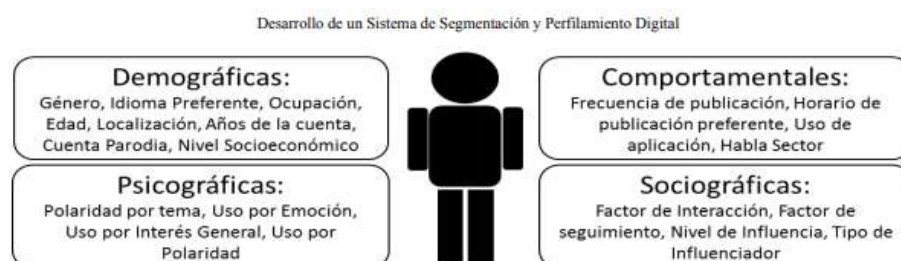 Desarrollo de un Sistema de Segmentación y Perfilamiento Digital
Demográficas:
Género, Idioma Preferente, Ocupación,
Edad, Localización, Años de la cuenta,
Cuenta Parodia, Nivel Socioeconómico
Comportamentales:
Frecuencia de publicación, Horario de
publicación preferente, Uso de
aplicación, Habla Sector
Psicográficas:
Polaridad por tema, Uso por Emoción,
Uso por Interés General, Uso por
Polaridad
Sociográficas:
Factor de Interacción, Factor de
seguimiento, Nivel de Influencia, Tipo de
Influenciador